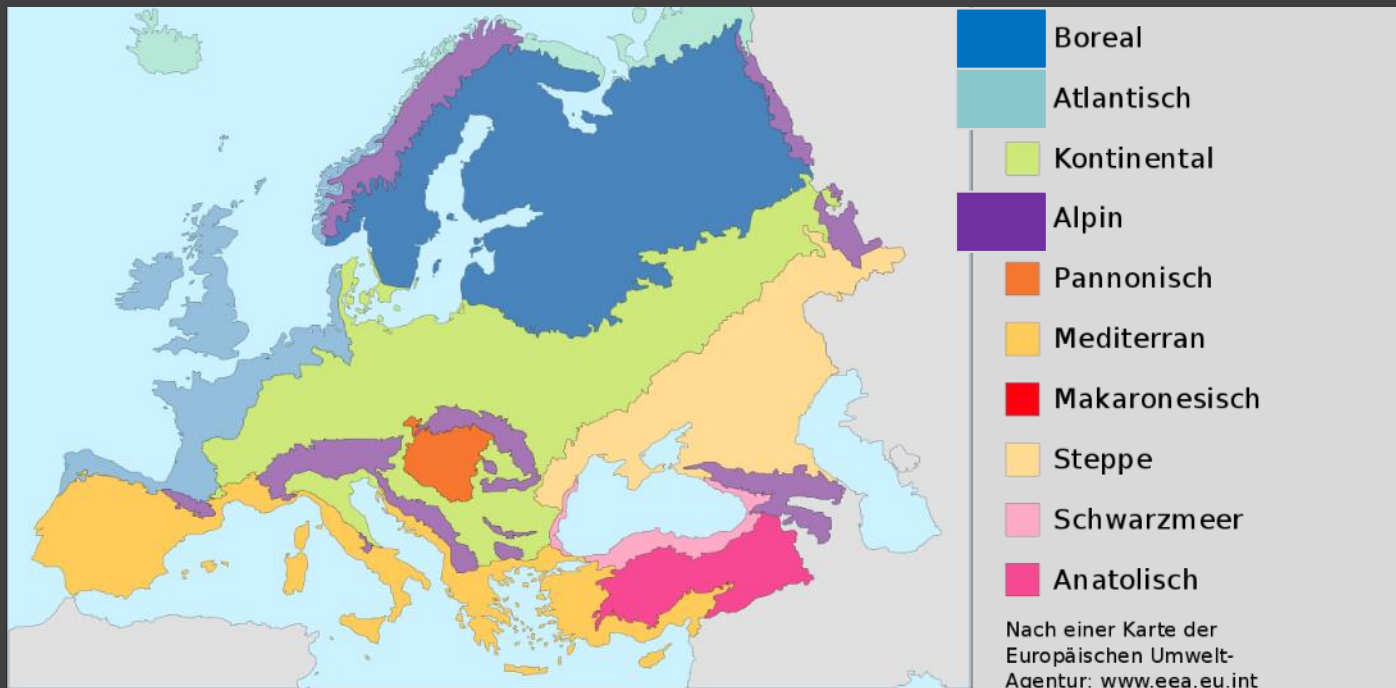 Boreal
Atlantisch
Kontinental
Alpin
Pannonisch
Mediterran
Makaronesisch
Steppe
Schwarzmeer
Anatolisch
Nach einer Karte der
Europäischen Umwelt-
Agentur: www.eea.eu.int